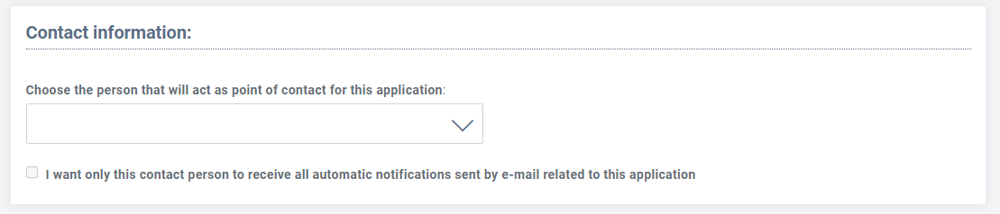 Contact information:
Choose the person that will act as point of contact for this application:
I want only this contact person to receive all automatic notifications sent by e-mail related to this application